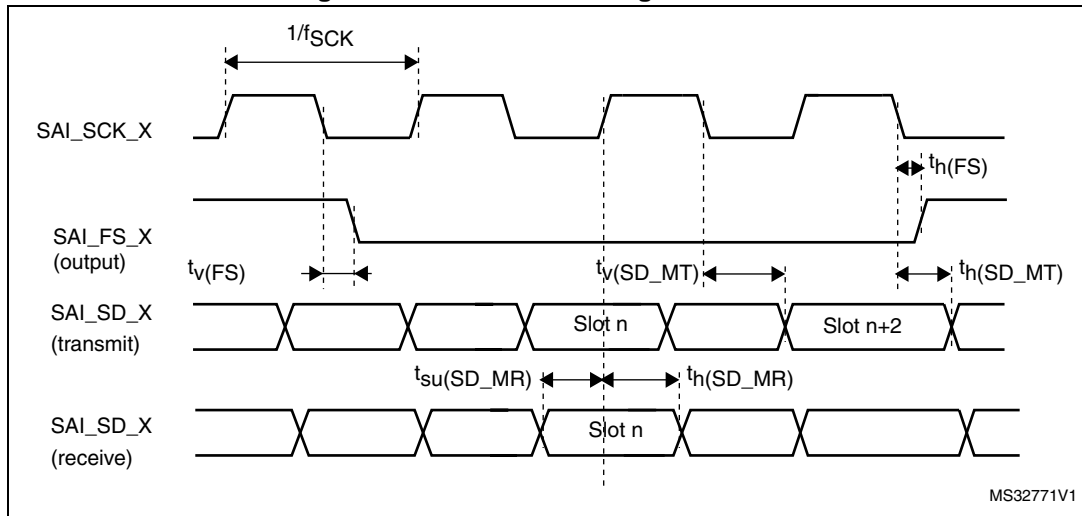 1/fSCK
SAI_SCK_X
th(FS)
SAI_FS_X
(output)
tv(FS)
tv(SD_MT)
th(SD_MT)
SAI_SD_X
(transmit)
Slot n
Slot n+2
tsu(SD_MR)
th(SD_MR)
SAI_SD_X
(receive)
Slot n
MS32771V1